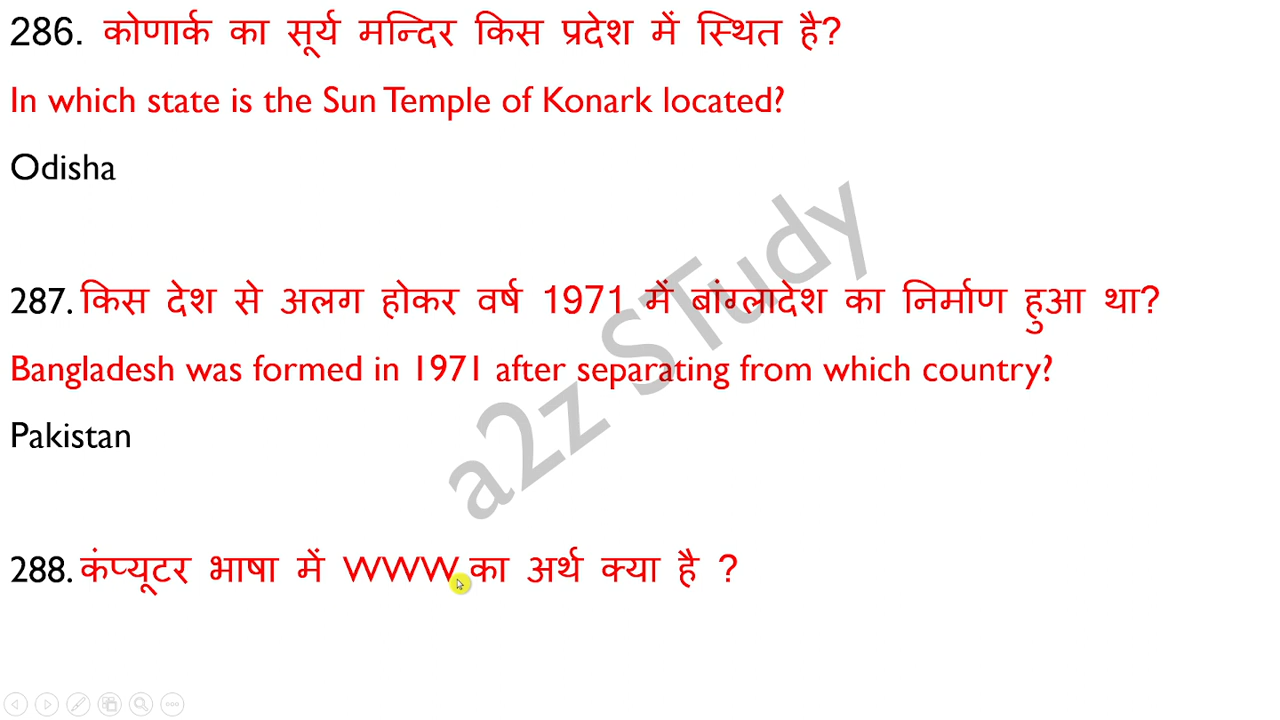 286. कोणार्क का सूर्य मन्दिर किस प्रदेश में स्थित है?
In which state is the Sun Temple of Konark located?
Odisha
287. किस देश से अलग होकर वर्ष 1971 में बांग्लादेश का निर्माण हुआ था?
Bangladesh was formed in 1971 after separating from which country?
Pakistan
288. कंप्यूटर भाषा में WWW का अर्थ क्या है ?
a2z STudy